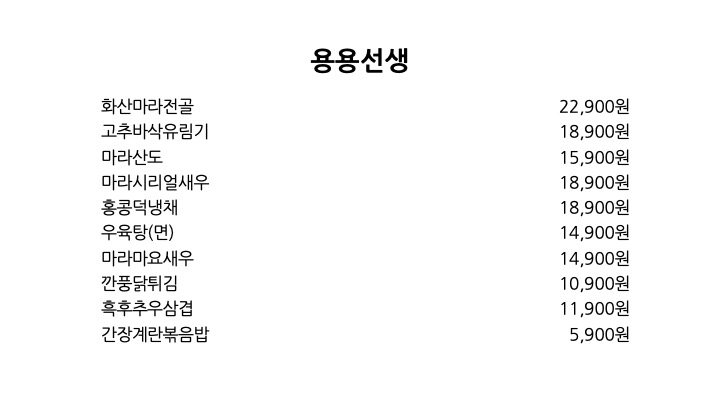 용용선생
화산마라전골 22,900원
고추바삭유림기 18,900원
마라산도 15,900원
마라시리얼새우 18,900원
홍콩덕냉채 18,900원
우육탕(면) 14,900원
마라마요새우 14,900원
깐풍닭튀김 10,900원
흑후추우삼겹 11,900원
간장계란볶음밥 5,900원